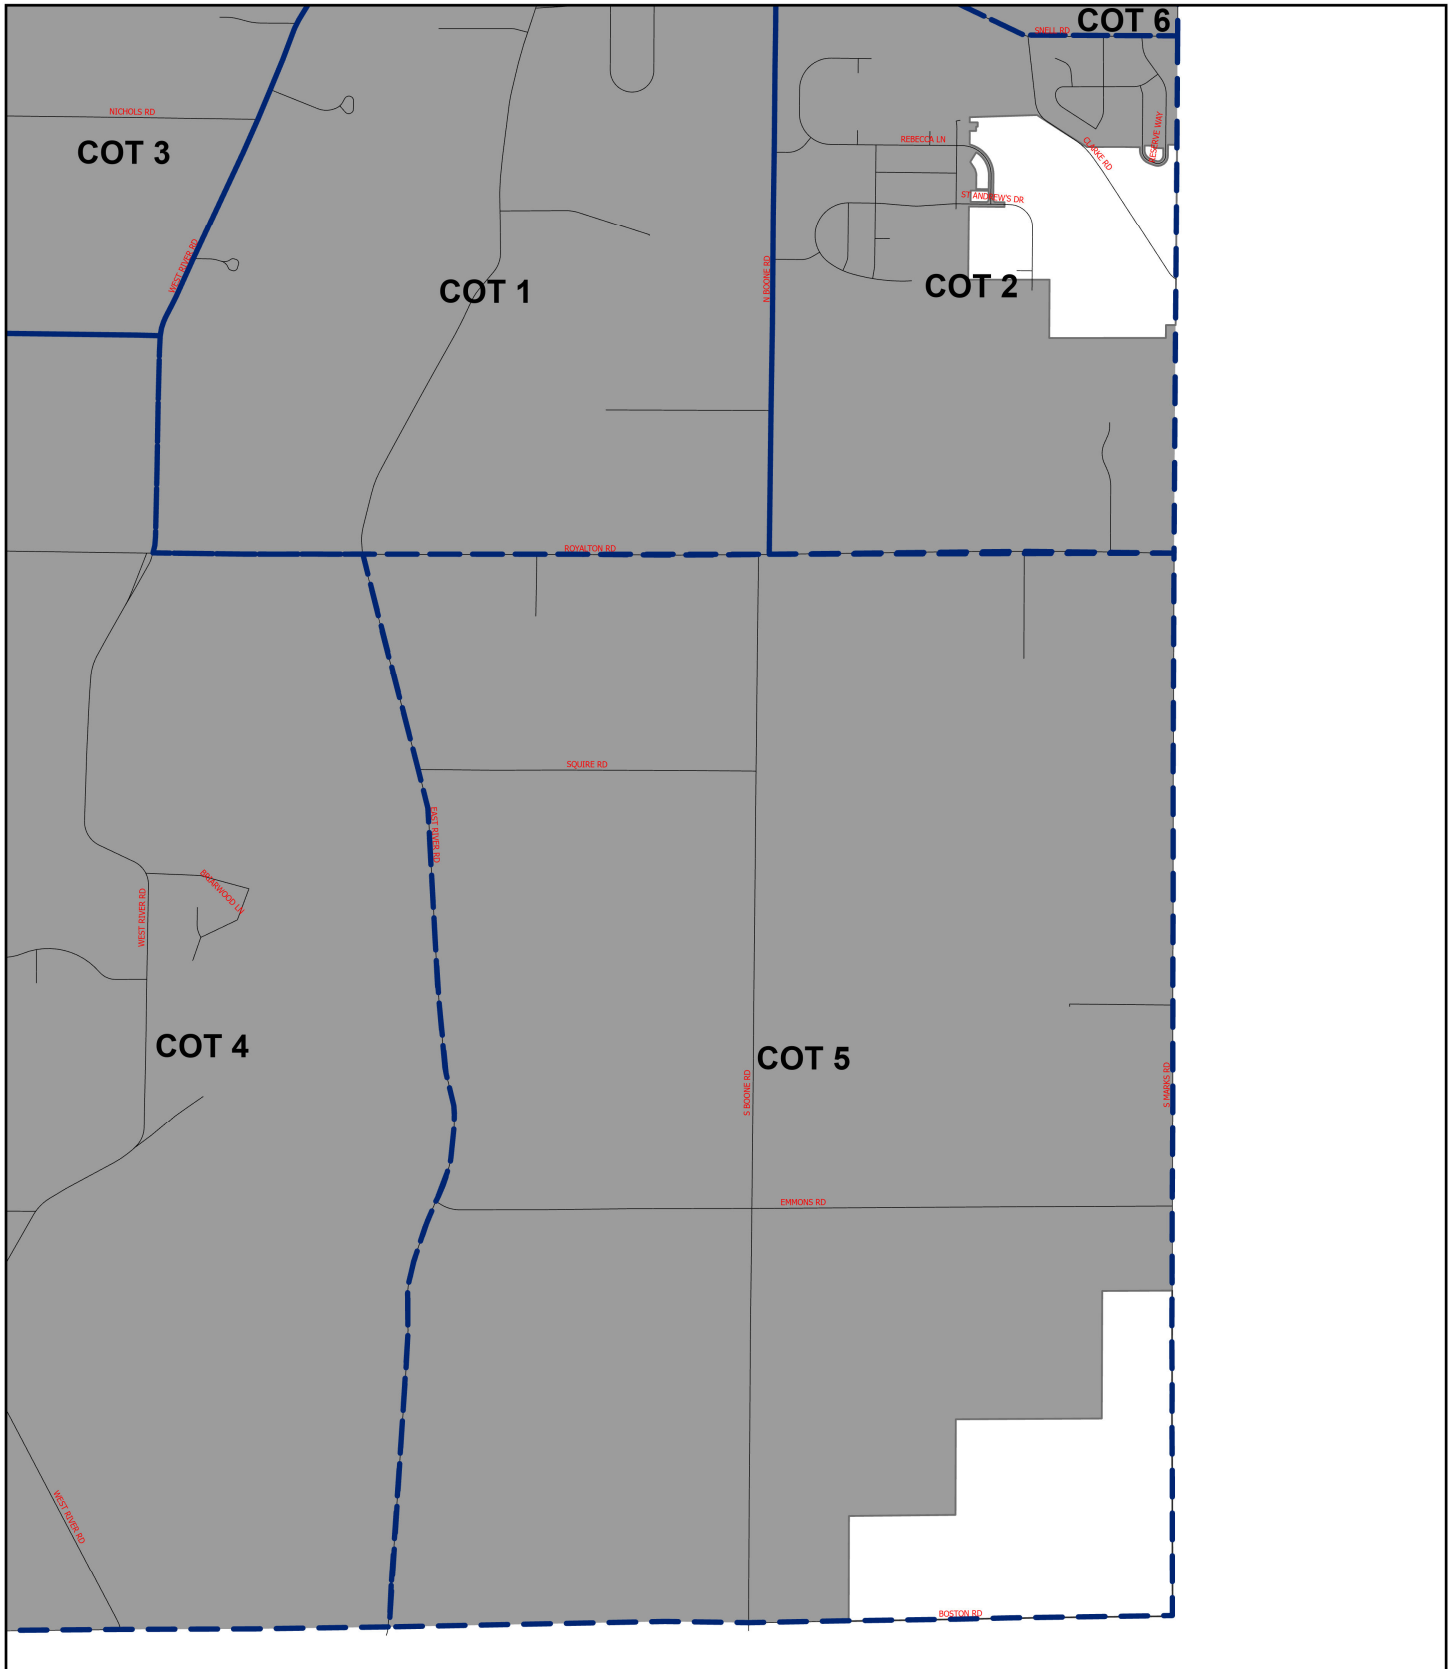 COT 6
SNELL RD
NICHOLS RD
COT 3
REBECCA LN
CLARKE RD
ST ANDREW'S DR
WEST RIVER RD
N BOONE RD
COT 1
COT 2
ROYALTON RD
SQUIRE RD
EAST RIVER RD
BRIARWOOD LN
WEST RIVER RD
COT 4
COT 5
S BOONE RD
S MARKS RD
EMMONS RD
WEST RIVER RD
BOSTON RD